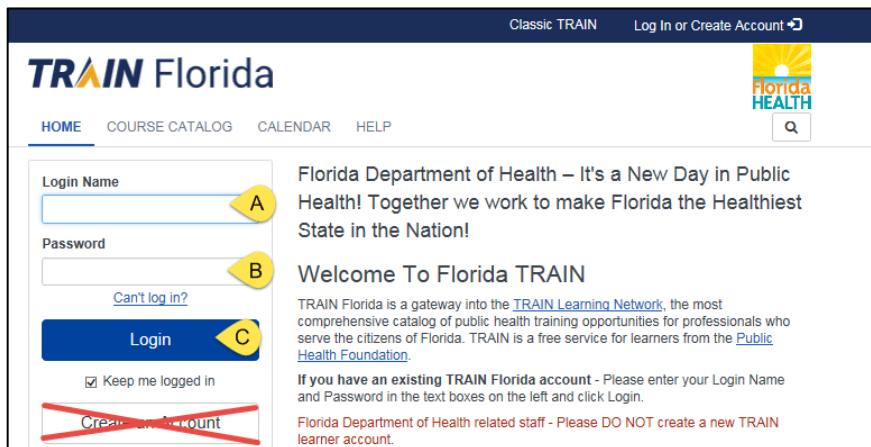 Classic TRAIN Log In or Create Account
TRAIN Florida
Florida
HEALTH
HOME COURSE CATALOG CALENDAR HELP
Login Name
A
Password
B
Can't log in?
Login
C
Keep me logged in
Create an Account
Florida Department of Health – It's a New Day in Public
Health! Together we work to make Florida the Healthiest
State in the Nation!
Welcome To Florida TRAIN
TRAIN Florida is a gateway into the TRAIN Learning Network, the most
comprehensive catalog of public health training opportunities for professionals who
serve the citizens of Florida. TRAIN is a free service for learners from the Public
Health Foundation.
If you have an existing TRAIN Florida account - Please enter your Login Name
and Password in the text boxes on the left and click Login.
Florida Department of Health related staff - Please DO NOT create a new TRAIN
learner account.